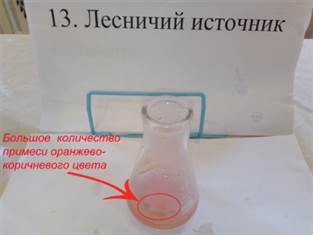 13. Лесничий источник
Большое количество
примеси оранжево-
коричневого цвета